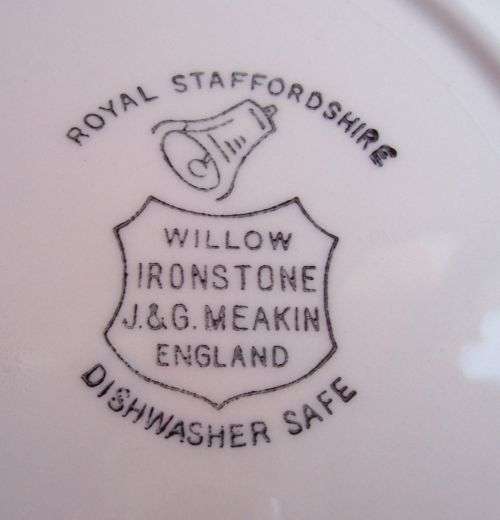 ROYAL STAFFORDSHIRE
WILLOW
IRONSTONE
J.&G. MEAKIN
ENGLAND
DISHWASHER SAFE